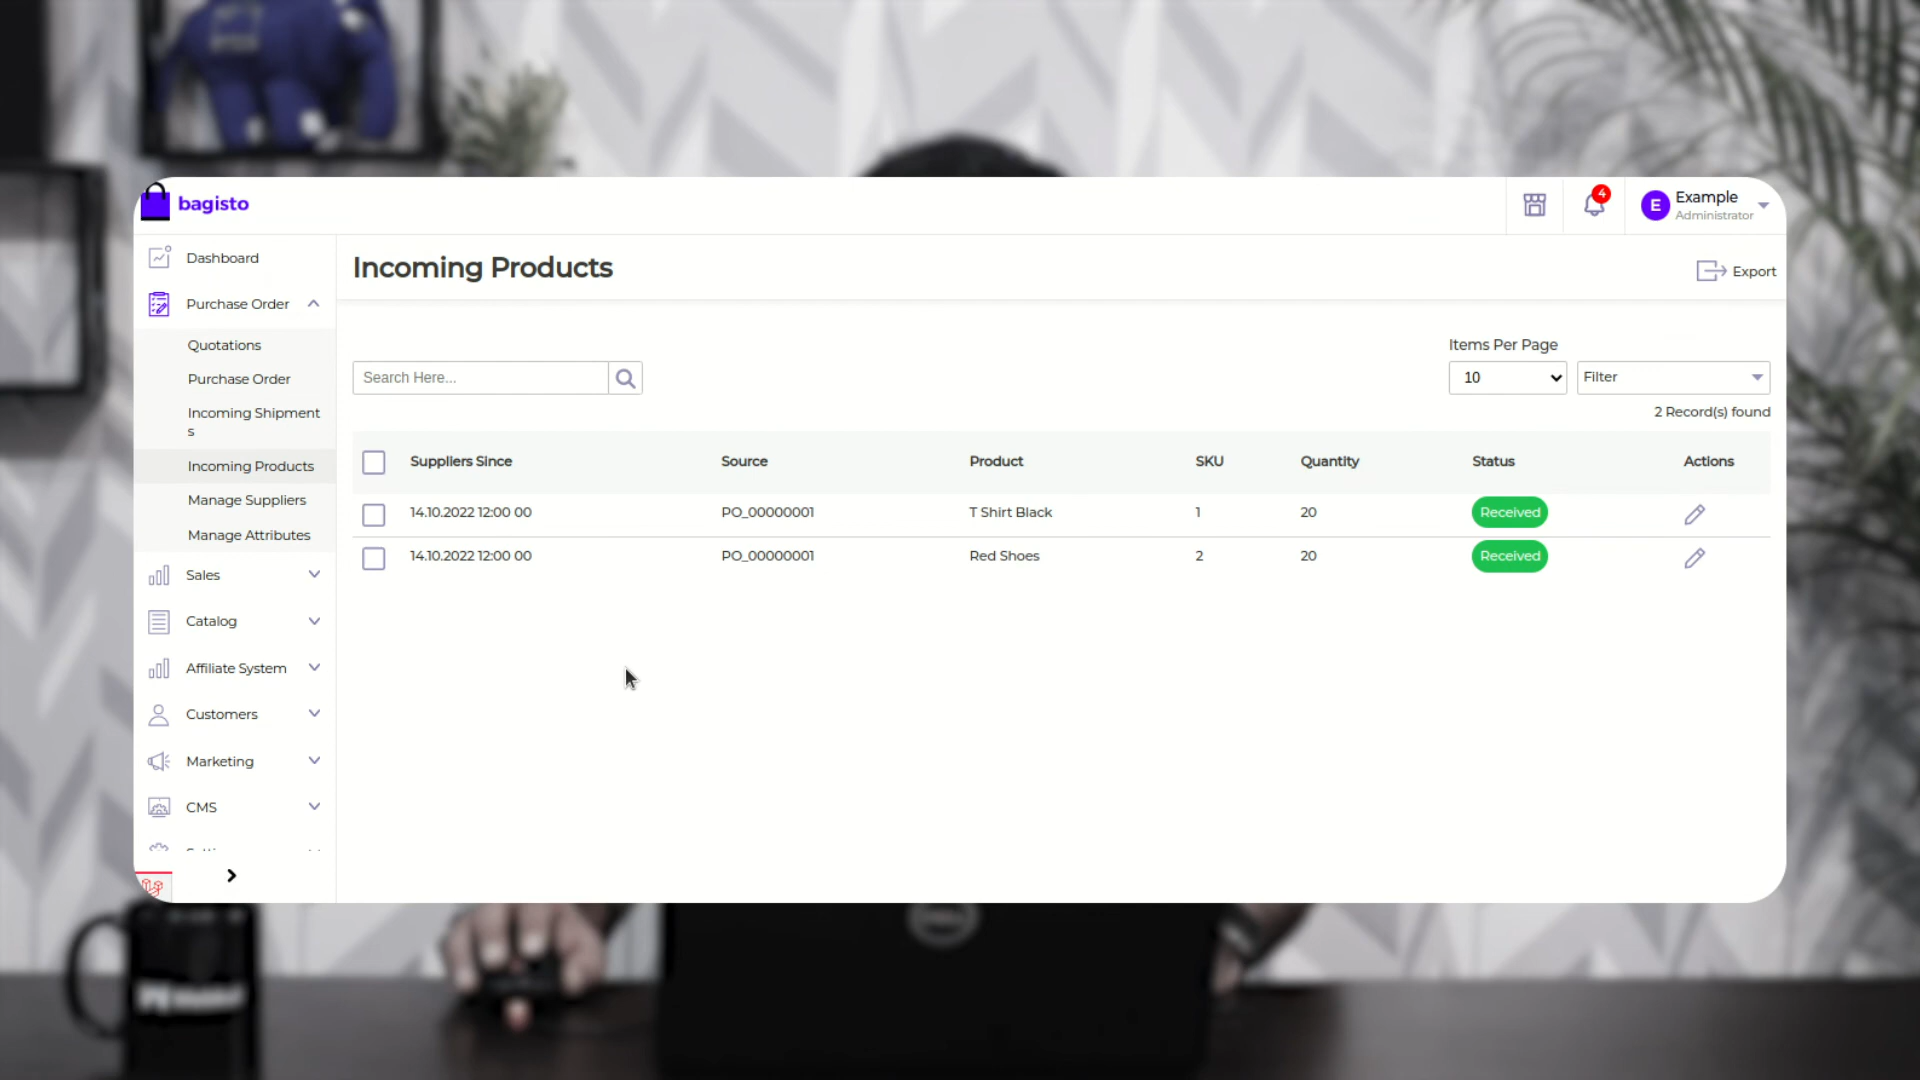 bagisto
4
E
Example
Administrator
Dashboard
Purchase Order
Quotations
Purchase Order
Incoming Shipment
s
Incoming Products
Manage Suppliers
Manage Attributes
Sales
Catalog
Affiliate System
Customers
Marketing
CMS
Incoming Products
Export
Search Here...
Items Per Page
10
Filter
2 Record(s) found
Suppliers Since Source Product SKU Quantity Status Actions
14.10.2022 12:00 00 PO_00000001 T Shirt Black 1 20 Received
14.10.2022 12:00 00 PO_00000001 Red Shoes 2 20 Received